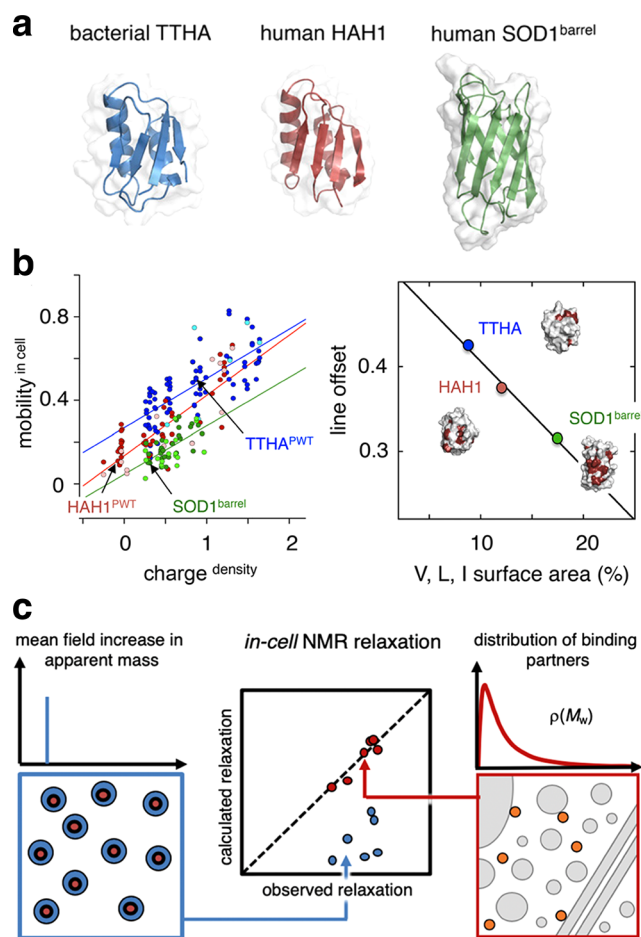 a
bacterial TTHA
human HAH1
human SOD1barrel
b
mobility in cell
0.8
0.4
0
0
1
2
charge density
TTHAPWT
HAH1PWT
SOD1barrel
line offset
0.4
0.3
10
20
V, L, I surface area (%)
TTHA
HAH1
SOD1barrel
c
mean field increase in
apparent mass
in-cell NMR relaxation
distribution of binding
partners
calculated relaxation
observed relaxation
ρ(Mw)